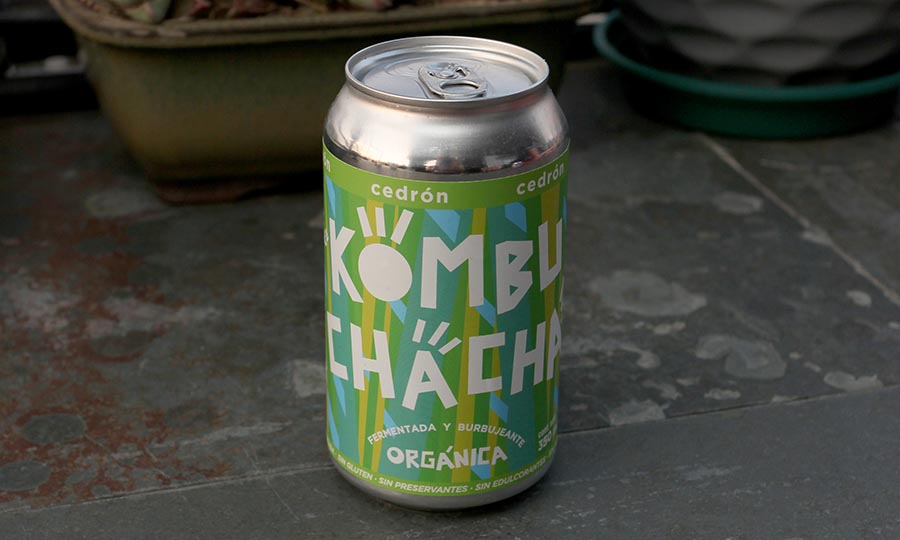 cedrón cedrón
KOMBU
CHÁCHA
FERMENTADA Y BURBUJEANTE
ORGÁNICA
SIN GLUTEN · SIN PRESERVANTES · SIN EDULCORANTES